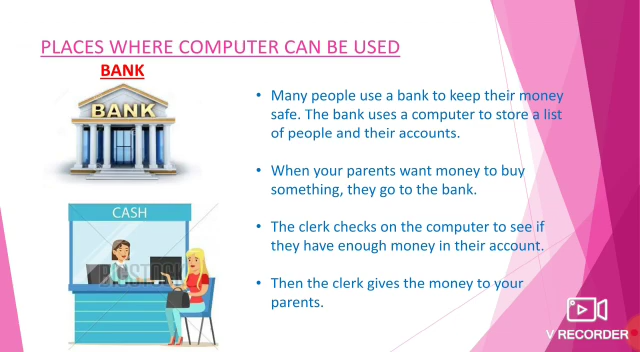 PLACES WHERE COMPUTER CAN BE USED
BANK
BANK
• Many people use a bank to keep their money
safe. The bank uses a computer to store a list
of people and their accounts.
• When your parents want money to buy
something, they go to the bank.
• The clerk checks on the computer to see if
they have enough money in their account.
• Then the clerk gives the money to your
parents.
CASH
BIGSTOCK
V RECORDER